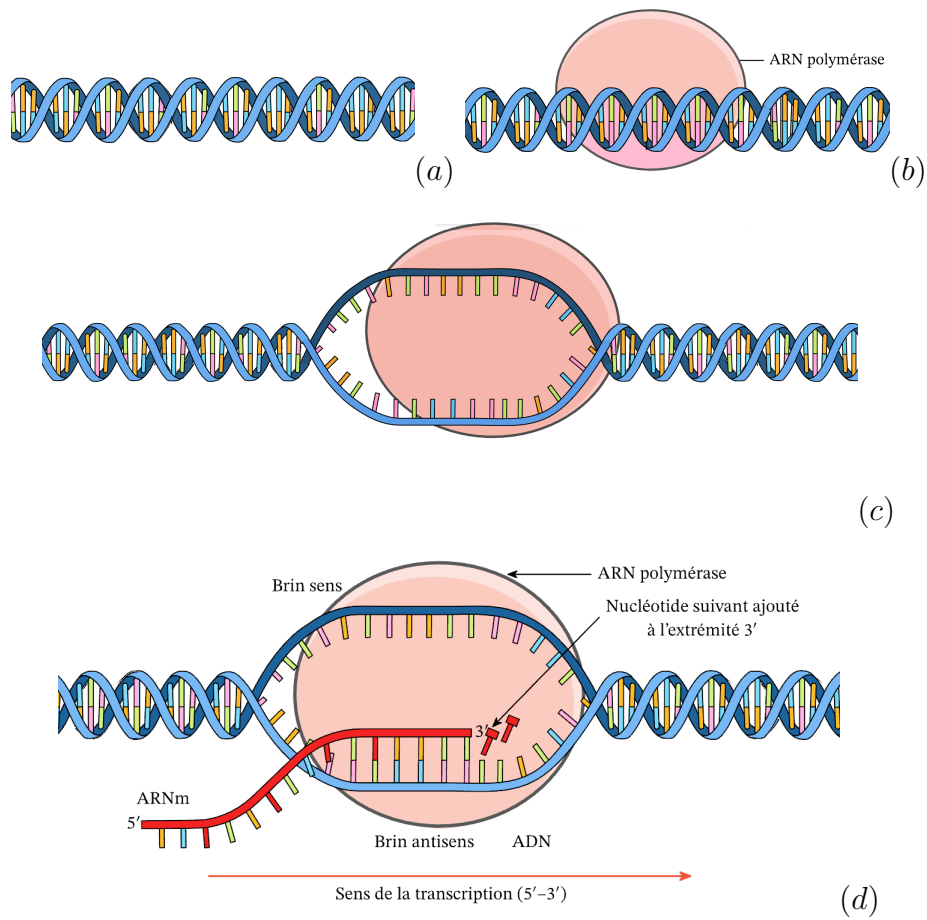 ARN polymérase
(a)
(b)
(c)
Brin sens
ARN polymérase
Nucléotide suivant ajouté
à l'extrémité 3′
3′
ARNm
5′
Brin antisens
ADN
Sens de la transcription (5′–3′)
(d)